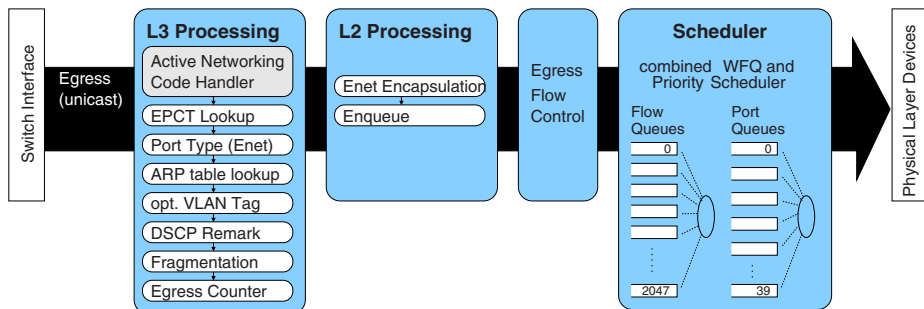 Switch Interface
Egress
(unicast)
L3 Processing
Active Networking
Code Handler
EPCT Lookup
Port Type (Enet)
ARP table lookup
opt. VLAN Tag
DSCP Remark
Fragmentation
Egress Counter
L2 Processing
Enet Encapsulation
Enqueue
Egress
Flow
Control
Scheduler
combined WFQ and
Priority Scheduler
Flow
Queues
0
2047
Port
Queues
0
39
Physical Layer Devices